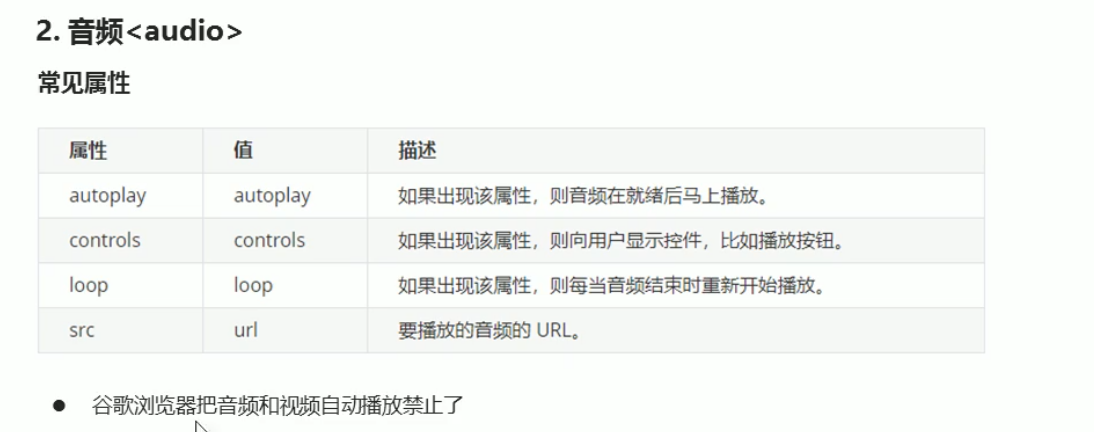 2. 音频<audio>
常见属性
属性 值 描述
autoplay autoplay 如果出现该属性，则音频在就绪后马上播放。
controls controls 如果出现该属性，则向用户显示控件，比如播放按钮。
loop loop 如果出现该属性，则每当音频结束时重新开始播放。
src url 要播放的音频的 URL。
● 谷歌浏览器把音频和视频自动播放禁止了